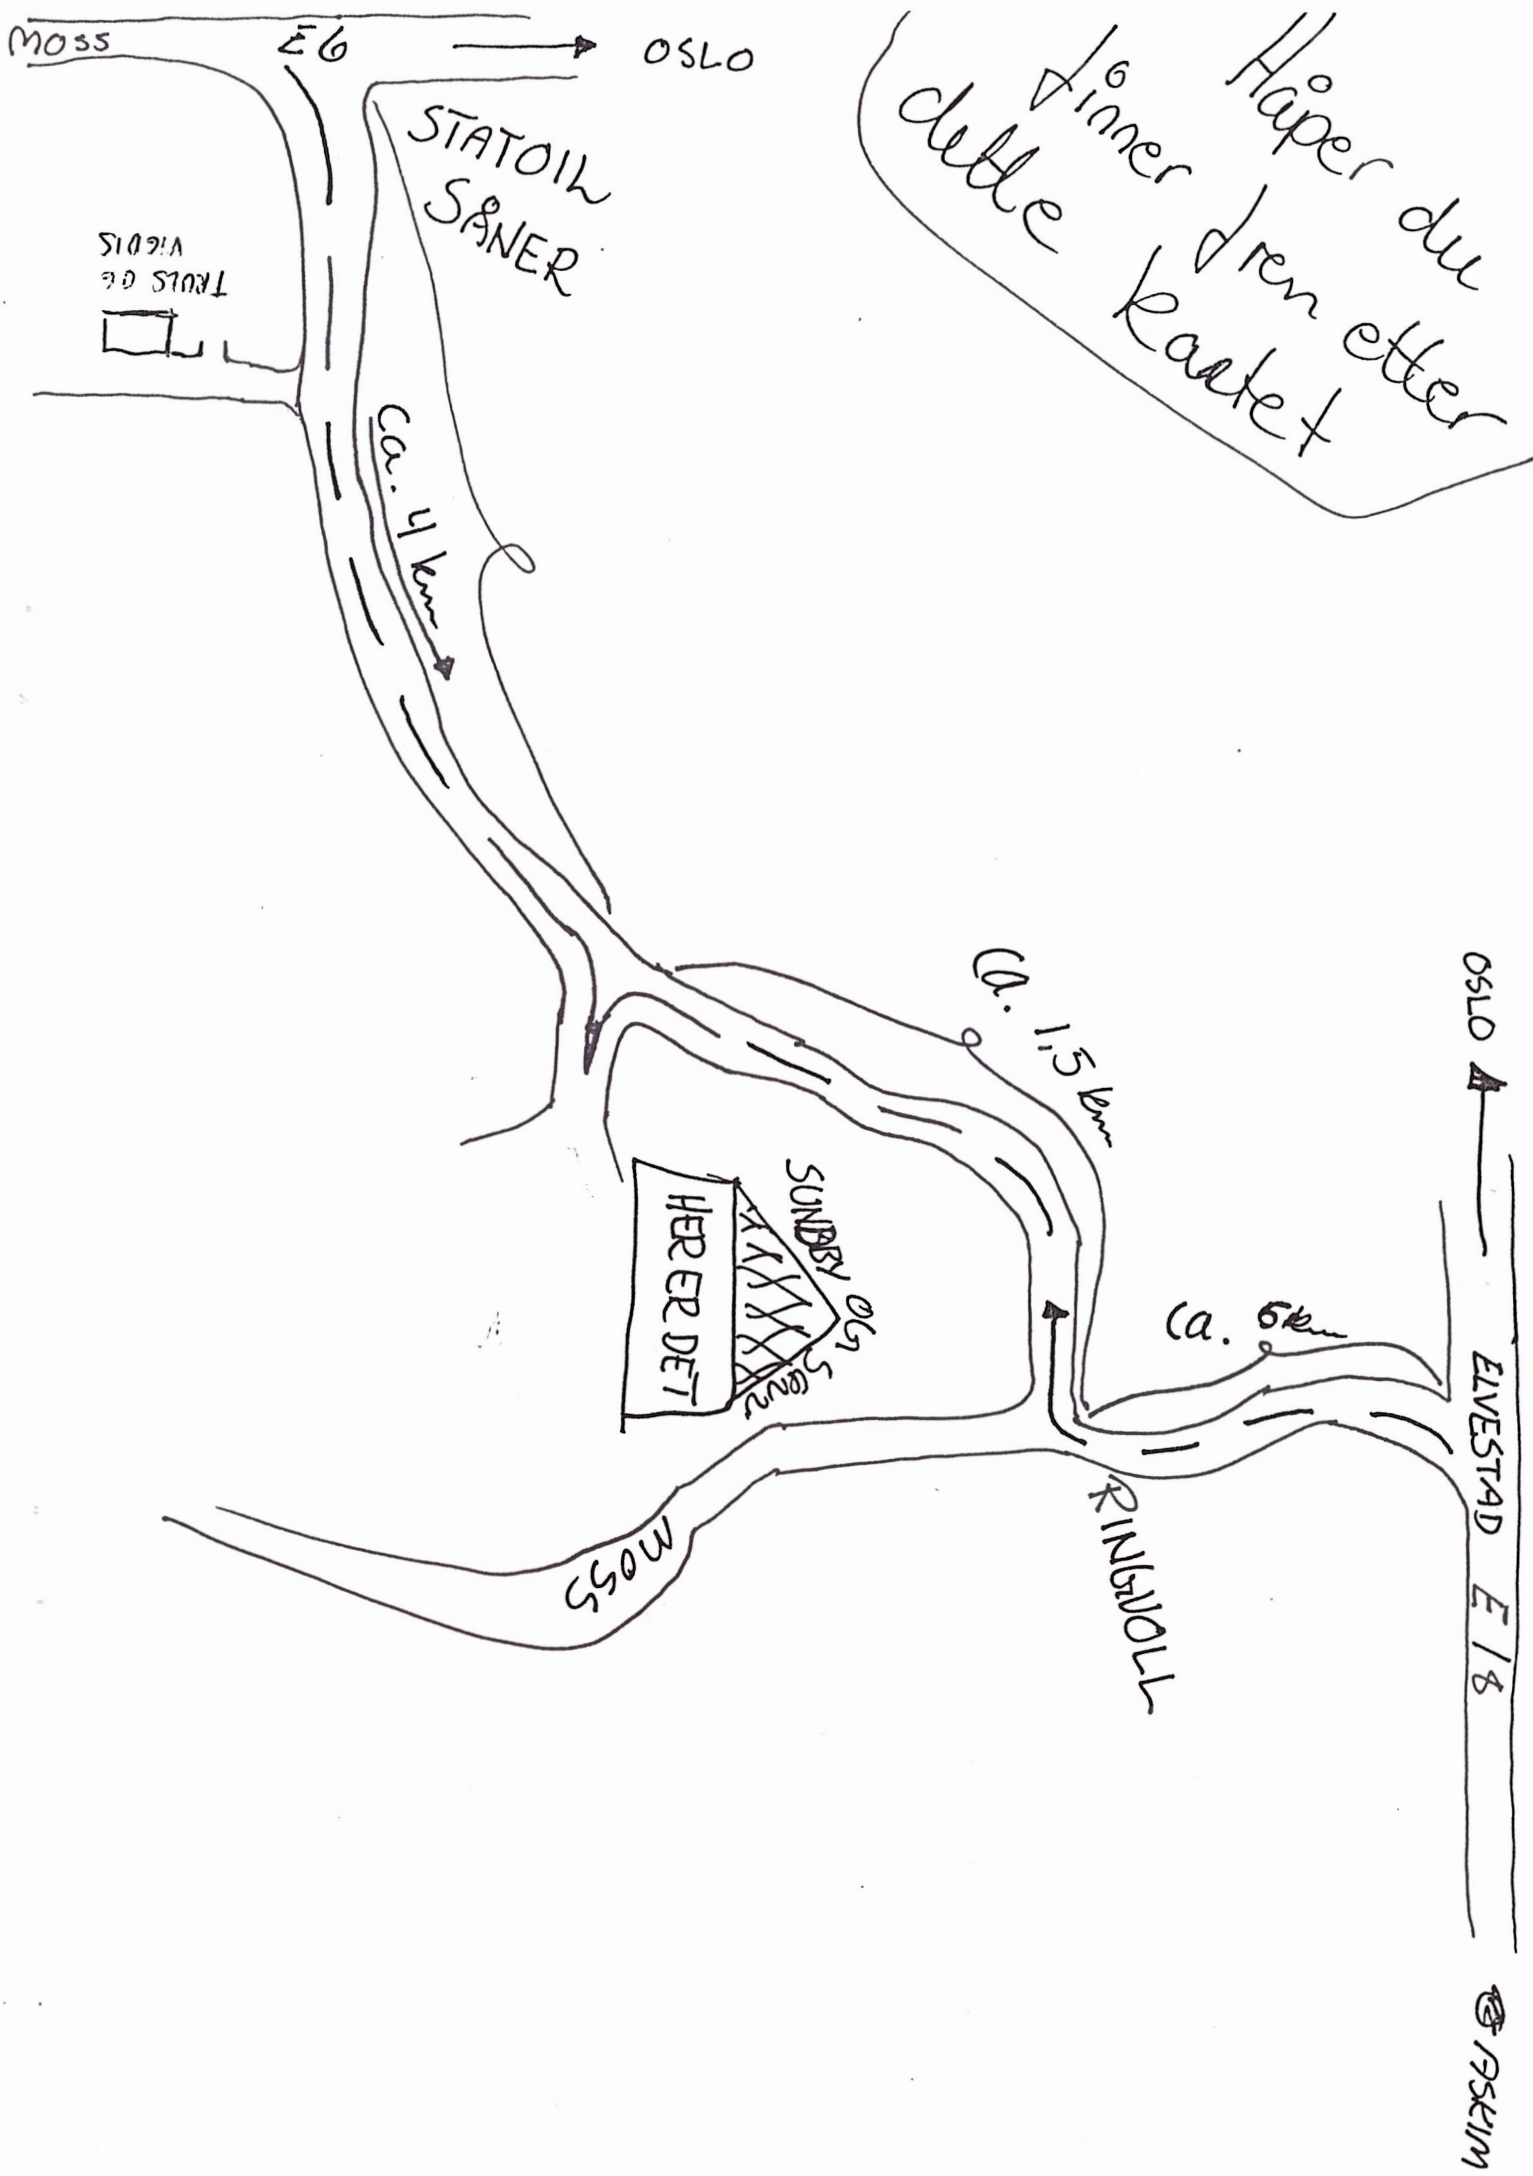 MOSS
E6
OSLO
STATOIL
SÅNER
Håper du
finner fren etter
dette kartet
TRULS OG
VIGDIS
Ca. 4 km
Ca. 1,5 km
OSLO
SUNDBY OG
HER ER DET
ca. 6 km
ELVESTAD E18
RINGVOLL
MOSS
ASKIM